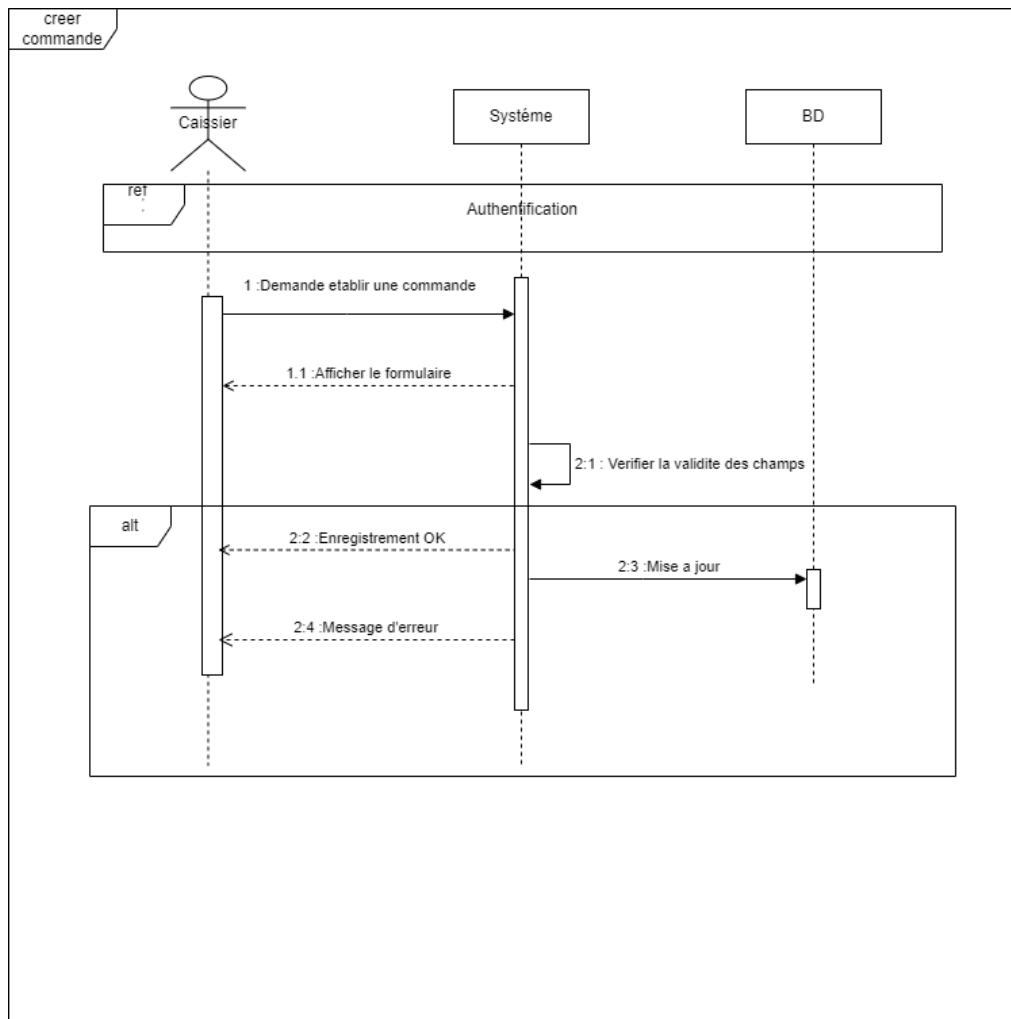 creer
commande
Caissier
Systéme
BD
ref
:
Authentification
1 :Demande etablir une commande
1.1 :Afficher le formulaire
2:1 : Verifier la validite des champs
alt
2:2 :Enregistrement OK
2:3 :Mise a jour
2:4 :Message d'erreur